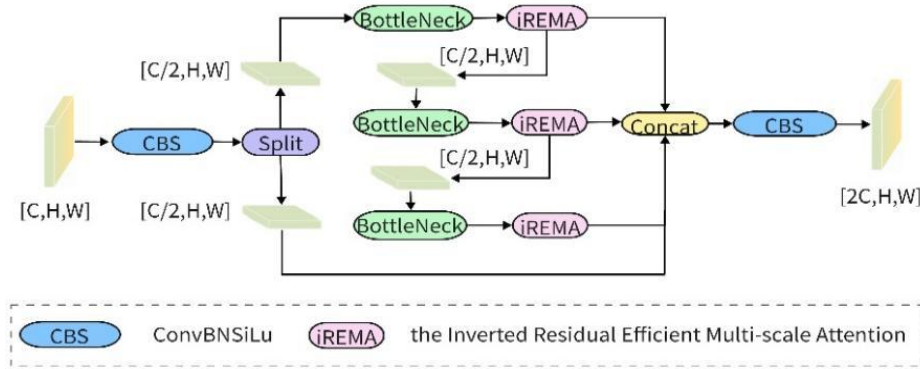 BottleNeck
iREMA
[C/2,H,W]
[C/2,H,W]
CBS
Split
BottleNeck
iREMA
Concat
CBS
[C/2,H,W]
[C,H,W]
[C/2,H,W]
[2C,H,W]
BottleNeck
iREMA
CBS ConvBNSiLu iREMA the Inverted Residual Efficient Multi-scale Attention